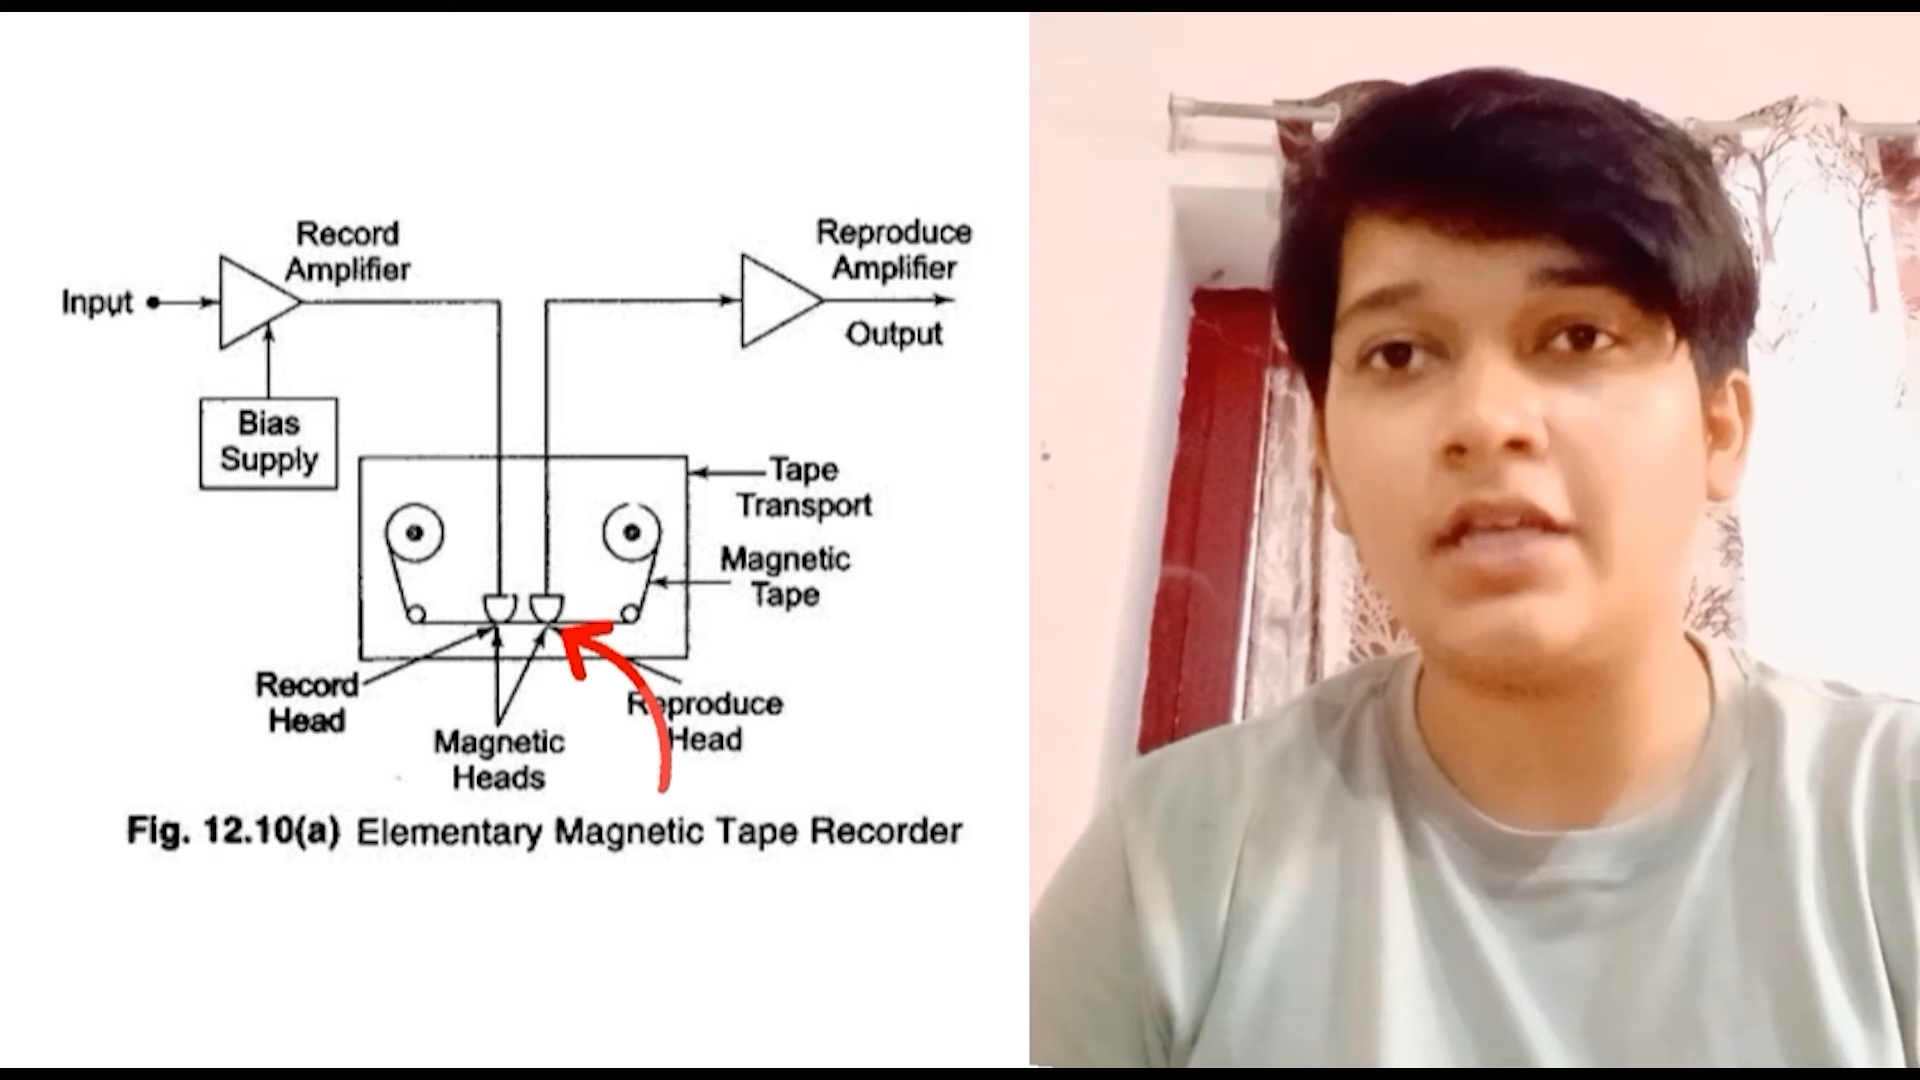 Record
Amplifier
Reproduce
Amplifier
Input
Output
Bias
Supply
Tape
Transport
Magnetic
Tape
Record
Head
Magnetic
Heads
Reproduce
Head
Fig. 12.10(a) Elementary Magnetic Tape Recorder